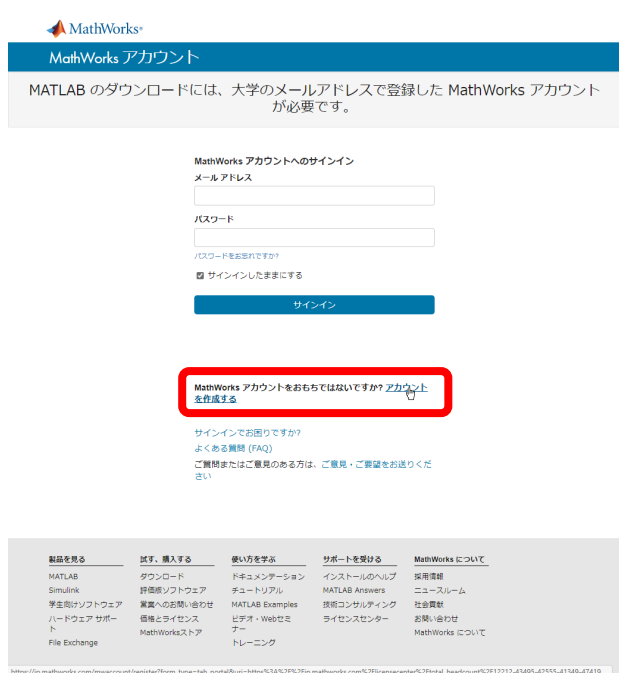 MathWorks®
MathWorks アカウント
MATLAB のダウンロードには、大学のメールアドレスで登録した MathWorks アカウント
が必要です。
MathWorks アカウントへのサインイン
メール アドレス
パスワード
パスワードをお忘れですか?
サインインしたままにする
サインイン
MathWorks アカウントをおもちではないですか? アカウント
を作成する
サインインでお困りですか?
よくある質問 (FAQ)
ご質問またはご意見のある方は、ご意見・ご要望をお送りくだ
さい
製品を見る
MATLAB
Simulink
学生向けソフトウェア
ハードウェア サポー
ト
File Exchange
試す、購入する
ダウンロード
評価版ソフトウェア
営業へのお問い合わせ
価格とライセンス
MathWorksストア
使い方を学ぶ
ドキュメンテーション
チュートリアル
MATLAB Examples
ビデオ・Webセミ
ナー
トレーニング
サポートを受ける
インストールのヘルプ
MATLAB Answers
技術コンサルティング
ライセンスセンター
MathWorks について
採用情報
ニュースルーム
社会貢献
お問い合わせ
MathWorks について